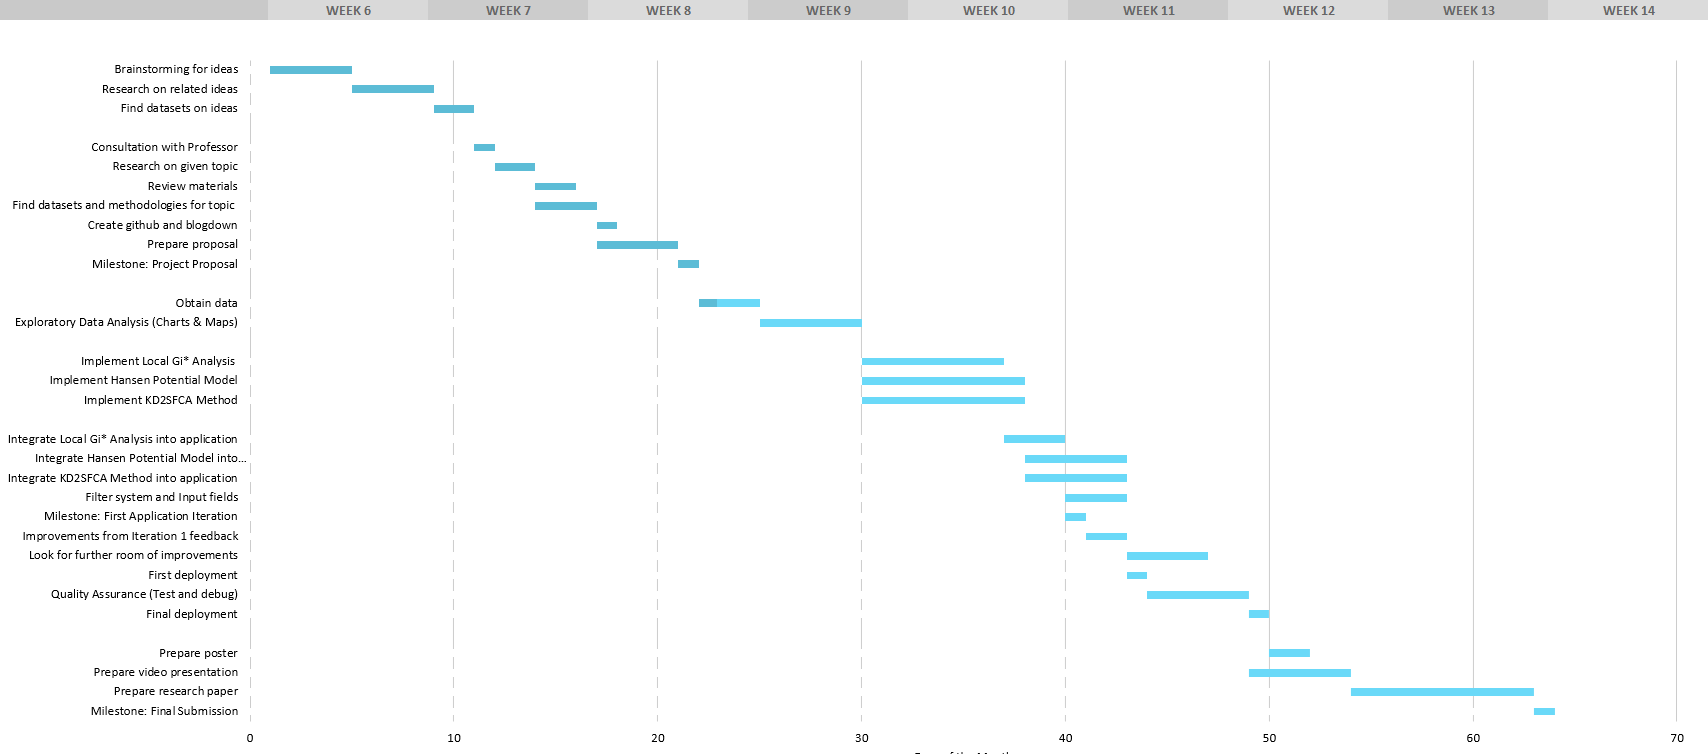 WEEK 6 WEEK 7 WEEK 8 WEEK 9 WEEK 10 WEEK 11 WEEK 12 WEEK 13 WEEK 14
Brainstorming for ideas
Research on related ideas
Find datasets on ideas
Consultation with Professor
Research on given topic
Review materials
Find datasets and methodologies for topic
Create github and blogdown
Prepare proposal
Milestone: Project Proposal
Obtain data
Exploratory Data Analysis (Charts & Maps)
Implement Local Gi* Analysis
Implement Hansen Potential Model
Implement KD2SFCA Method
Integrate Local Gi* Analysis into application
Integrate Hansen Potential Model into...
Integrate KD2SFCA Method into application
Filter system and Input fields
Milestone: First Application Iteration
Improvements from Iteration 1 feedback
Look for further room of improvements
First deployment
Quality Assurance (Test and debug)
Final deployment
Prepare poster
Prepare video presentation
Prepare research paper
Milestone: Final Submission
0 10 20 30 40 50 60 70